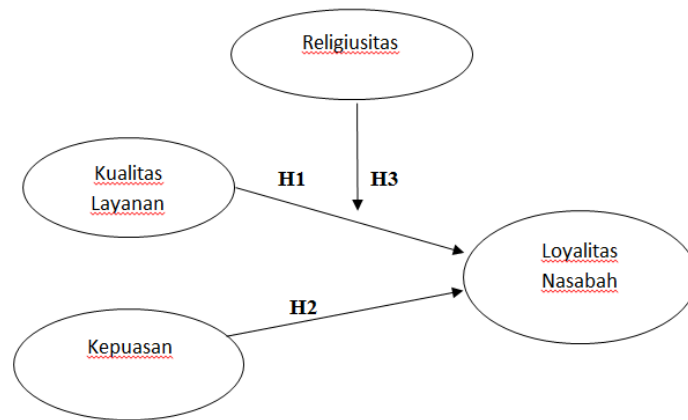 Religiusitas
Kualitas
Layanan
H1
H3
Loyalitas
Nasabah
H2
Kepuasan